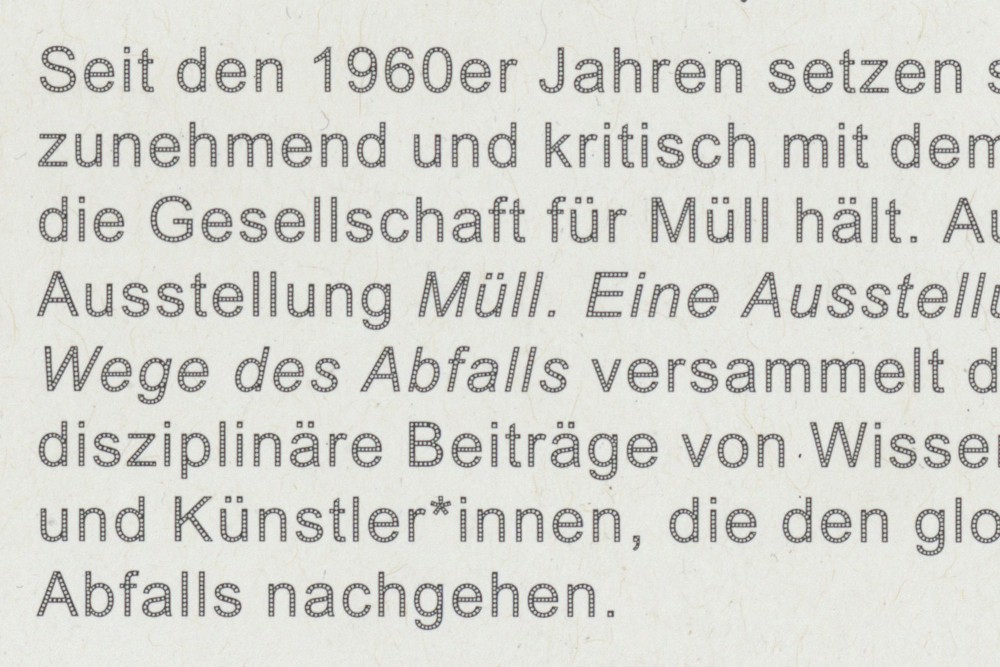 Seit den 1960er Jahren setzen s
zunehmend und kritisch mit dem
die Gesellschaft für Müll hält. Au
Ausstellung Müll. Eine Ausstellu
Wege des Abfalls versammelt d
disziplinäre Beiträge von Wisse
und Künstler*innen, die den glo
Abfalls nachgehen.